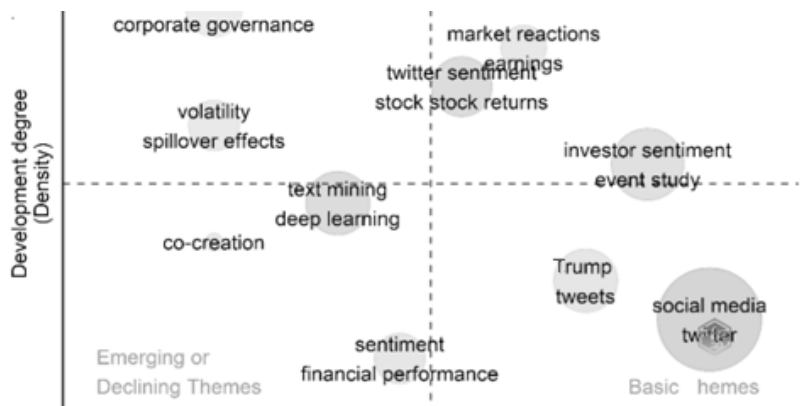 corporate governance
market reactions
earnings
twitter sentiment
stock stock returns
volatility
spillover effects
investor sentiment
event study
text mining
deep learning
co-creation
Trump
tweets
social media
twitter
sentiment
financial performance
Emerging or
Declining Themes
Basic hemes
Development degree
(Density)